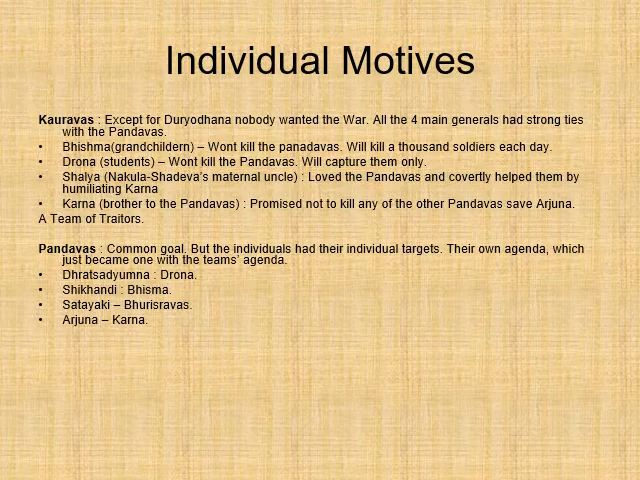 Individual Motives
Kauravas : Except for Duryodhana nobody wanted the War. All the 4 main generals had strong ties
with the Pandavas.
• Bhishma(grandchildern) – Wont kill the panadavas. Will kill a thousand soldiers each day.
• Drona (students) – Wont kill the Pandavas. Will capture them only.
• Shalya (Nakula-Shadeva's maternal uncle) : Loved the Pandavas and covertly helped them by
humiliating Karna
• Karna (brother to the Pandavas) : Promised not to kill any of the other Pandavas save Arjuna.
A Team of Traitors.
Pandavas : Common goal. But the individuals had their individual targets. Their own agenda, which
just became one with the teams' agenda.
• Dhratsadyumna : Drona.
• Shikhandi : Bhisma.
• Satayaki – Bhurisravas.
• Arjuna – Karna.